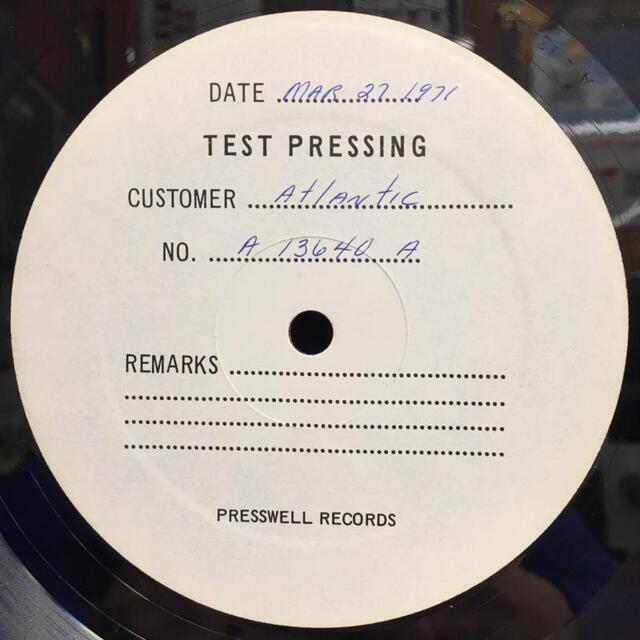 DATE MAR 27 1971
TEST PRESSING
CUSTOMER Atlantic
NO. A 13640 A
REMARKS
PRESSWELL RECORDS